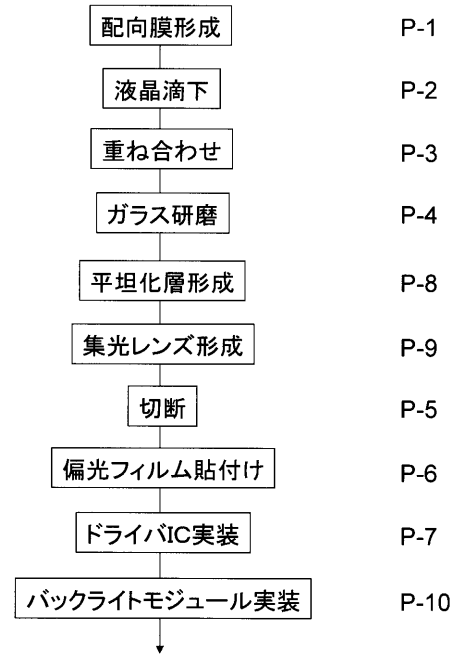 配向膜形成 P-1
液晶滴下 P-2
重ね合わせ P-3
ガラス研磨 P-4
平坦化層形成 P-8
集光レンズ形成 P-9
切断 P-5
偏光フィルム貼付け P-6
ドライバIC実装 P-7
バックライトモジュール実装 P-10